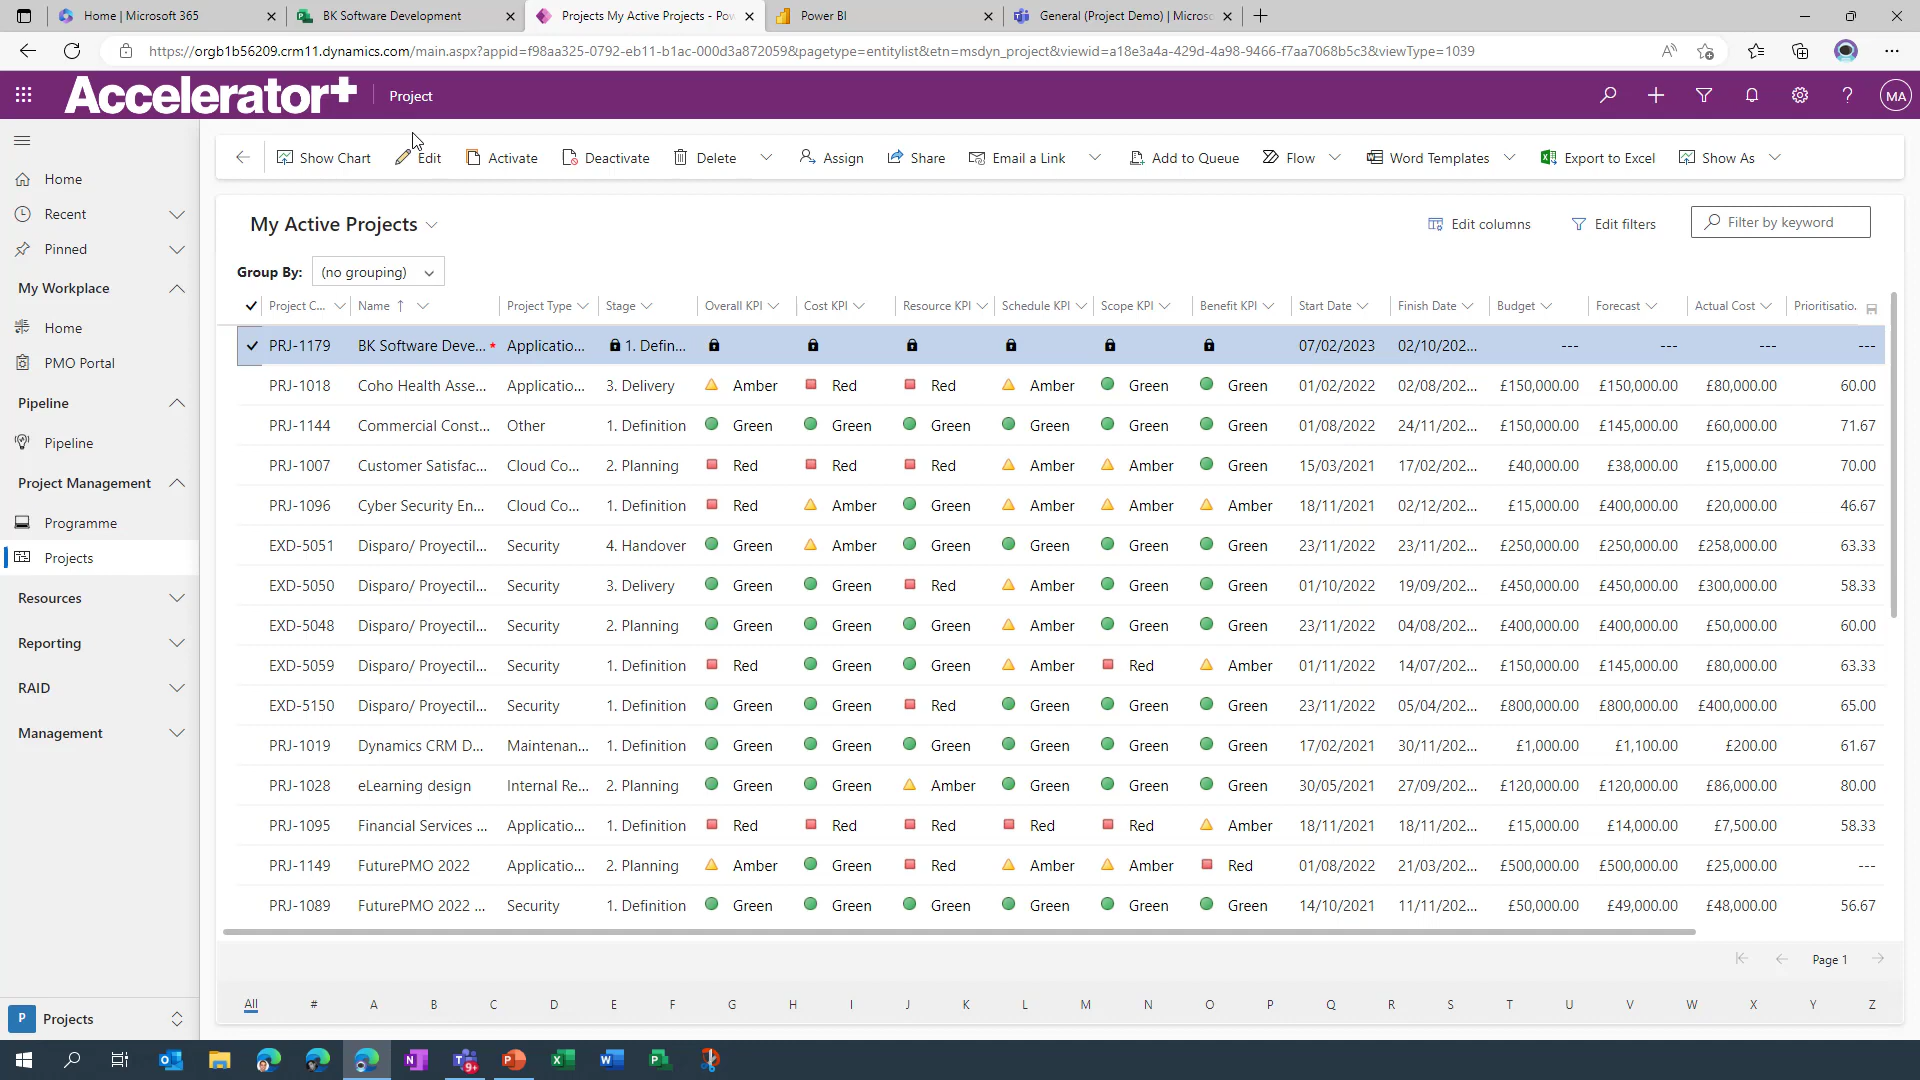 Home | Microsoft 365
BK Software Development
Projects My Active Projects - Pow
Power BI
General (Project Demo) | Micros
https://orgb1b56209.crm11.dynamics.com/main.aspx?appid=f98aa325-0792-eb11-b1ac-000d3a872059&pagetype=entitylist&etn=msdyn_project&viewid=a18e3a4a-429d-4a98-9466-f7aa7068b5c3&viewType=1039
Accelerator+ Project
MA
Show Chart Edit Activate Deactivate Delete Assign Share Email a Link Add to Queue Flow Word Templates Export to Excel Show As
Home
Recent
Pinned
My Workplace
Home
PMO Portal
Pipeline
Pipeline
Project Management
Programme
Projects
Resources
Reporting
RAID
Management
P Projects
My Active Projects
Edit columns Edit filters Filter by keyword
Group By: (no grouping)
Project C... Name ↑ Project Type Stage Overall KPI Cost KPI Resource KPI Schedule KPI Scope KPI Benefit KPI Start Date Finish Date Budget Forecast Actual Cost Prioritisatio.
PRJ-1179 BK Software Deve... * Applicatio... 1. Defin... 07/02/2023 02/10/202... --- --- --- ---
PRJ-1018 Coho Health Asse... Applicatio... 3. Delivery Amber Red Red Amber Green Green 01/02/2022 02/08/202... £150,000.00 £150,000.00 £80,000.00 60.00
PRJ-1144 Commercial Const... Other 1. Definition Green Green Green Green Green Green 01/08/2022 24/11/202... £150,000.00 £145,000.00 £60,000.00 71.67
PRJ-1007 Customer Satisfac... Cloud Co... 2. Planning Red Red Red Amber Amber Green 15/03/2021 17/02/202... £40,000.00 £38,000.00 £15,000.00 70.00
PRJ-1096 Cyber Security En... Cloud Co... 1. Definition Red Amber Green Amber Amber Amber 18/11/2021 02/12/202... £15,000.00 £400,000.00 £20,000.00 46.67
EXD-5051 Disparo/ Proyectil... Security 4. Handover Green Amber Green Green Green Green 23/11/2022 23/11/202... £250,000.00 £250,000.00 £258,000.00 63.33
EXD-5050 Disparo/ Proyectil... Security 3. Delivery Green Green Red Amber Green Green 01/10/2022 19/09/202... £450,000.00 £450,000.00 £300,000.00 58.33
EXD-5048 Disparo/ Proyectil... Security 2. Planning Green Green Green Amber Green Green 23/11/2022 04/08/202... £400,000.00 £400,000.00 £50,000.00 60.00
EXD-5059 Disparo/ Proyectil... Security 1. Definition Red Green Green Amber Red Amber 01/11/2022 14/07/202... £150,000.00 £145,000.00 £80,000.00 63.33
EXD-5150 Disparo/ Proyectil... Security 1. Definition Green Green Red Green Green Green 23/11/2022 05/04/202... £800,000.00 £800,000.00 £400,000.00 65.00
PRJ-1019 Dynamics CRM D... Maintenan... 1. Definition Green Green Green Green Green Green 17/02/2021 30/11/202... £1,000.00 £1,100.00 £200.00 61.67
PRJ-1028 eLearning design Internal Re... 2. Planning Green Green Amber Green Green Green 30/05/2021 27/09/202... £120,000.00 £120,000.00 £86,000.00 80.00
PRJ-1095 Financial Services ... Applicatio... 1. Definition Red Red Red Red Red Amber 18/11/2021 18/11/202... £15,000.00 £14,000.00 £7,500.00 58.33
PRJ-1149 FuturePMO 2022 Applicatio... 2. Planning Amber Green Red Amber Amber Red 01/08/2022 21/03/202... £500,000.00 £500,000.00 £25,000.00 ---
PRJ-1089 FuturePMO 2022 ... Security 1. Definition Green Green Green Green Green Green 14/10/2021 11/11/202... £50,000.00 £49,000.00 £48,000.00 56.67
Page 1
All # A B C D E F G H I J K L M N O P Q R S T U V W X Y Z
9+